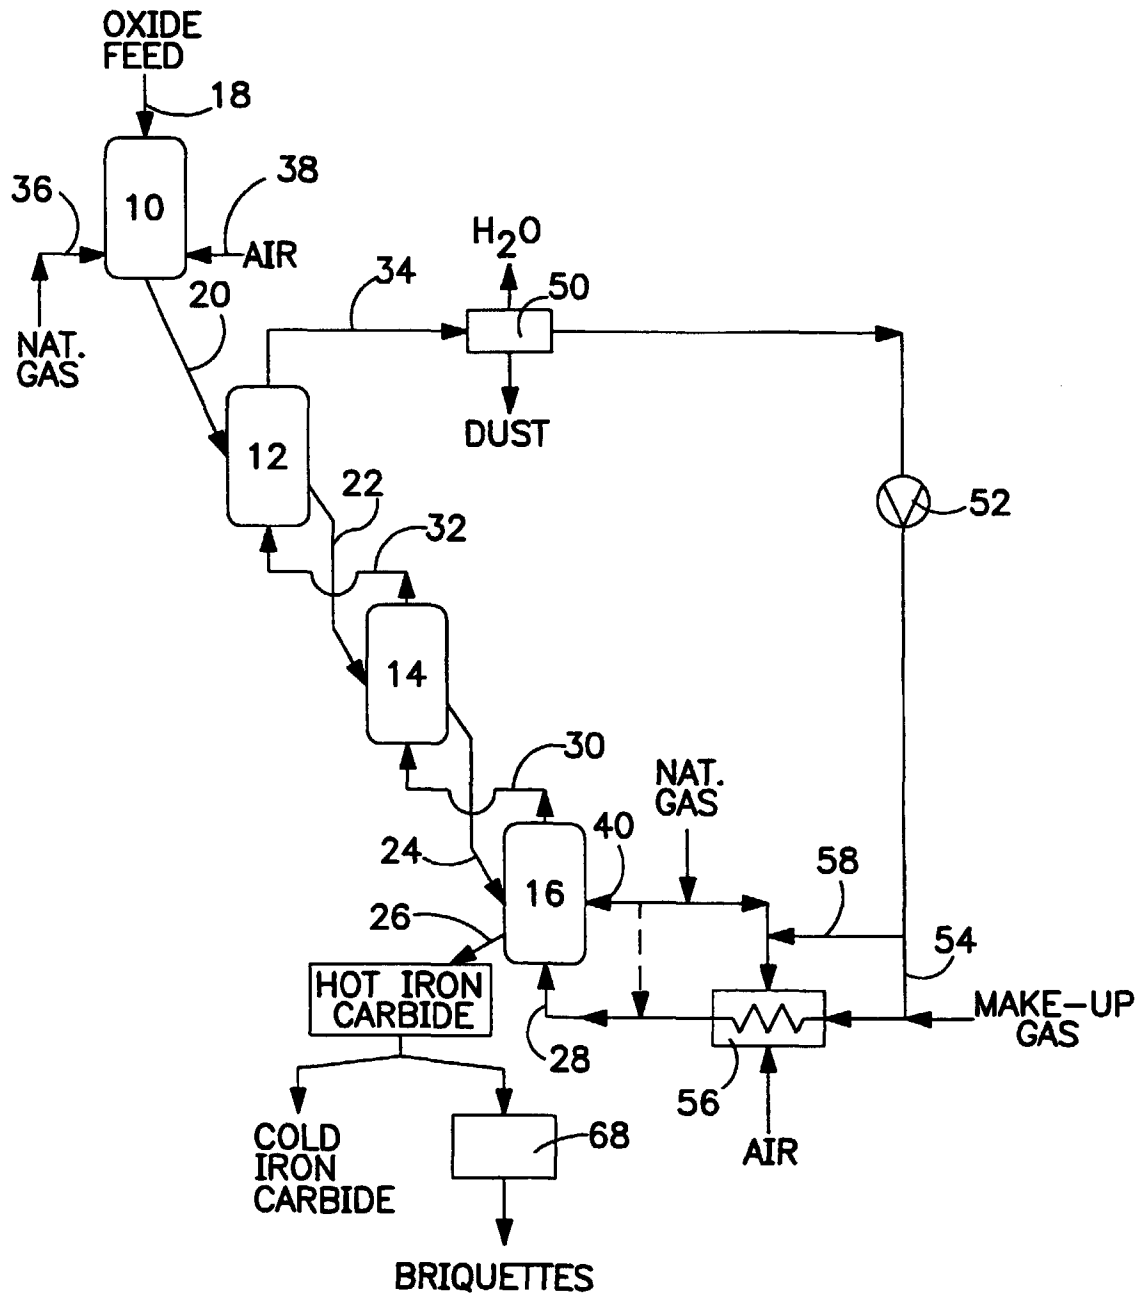 OXIDE
FEED
18
10
36
38
AIR
NAT.
GAS
20
34
H2O
50
DUST
12
22
32
52
14
30
NAT.
GAS
24
40
16
58
26
54
HOT IRON
CARBIDE
28
MAKE-UP
GAS
56
AIR
COLD
IRON
CARBIDE
68
BRIQUETTES